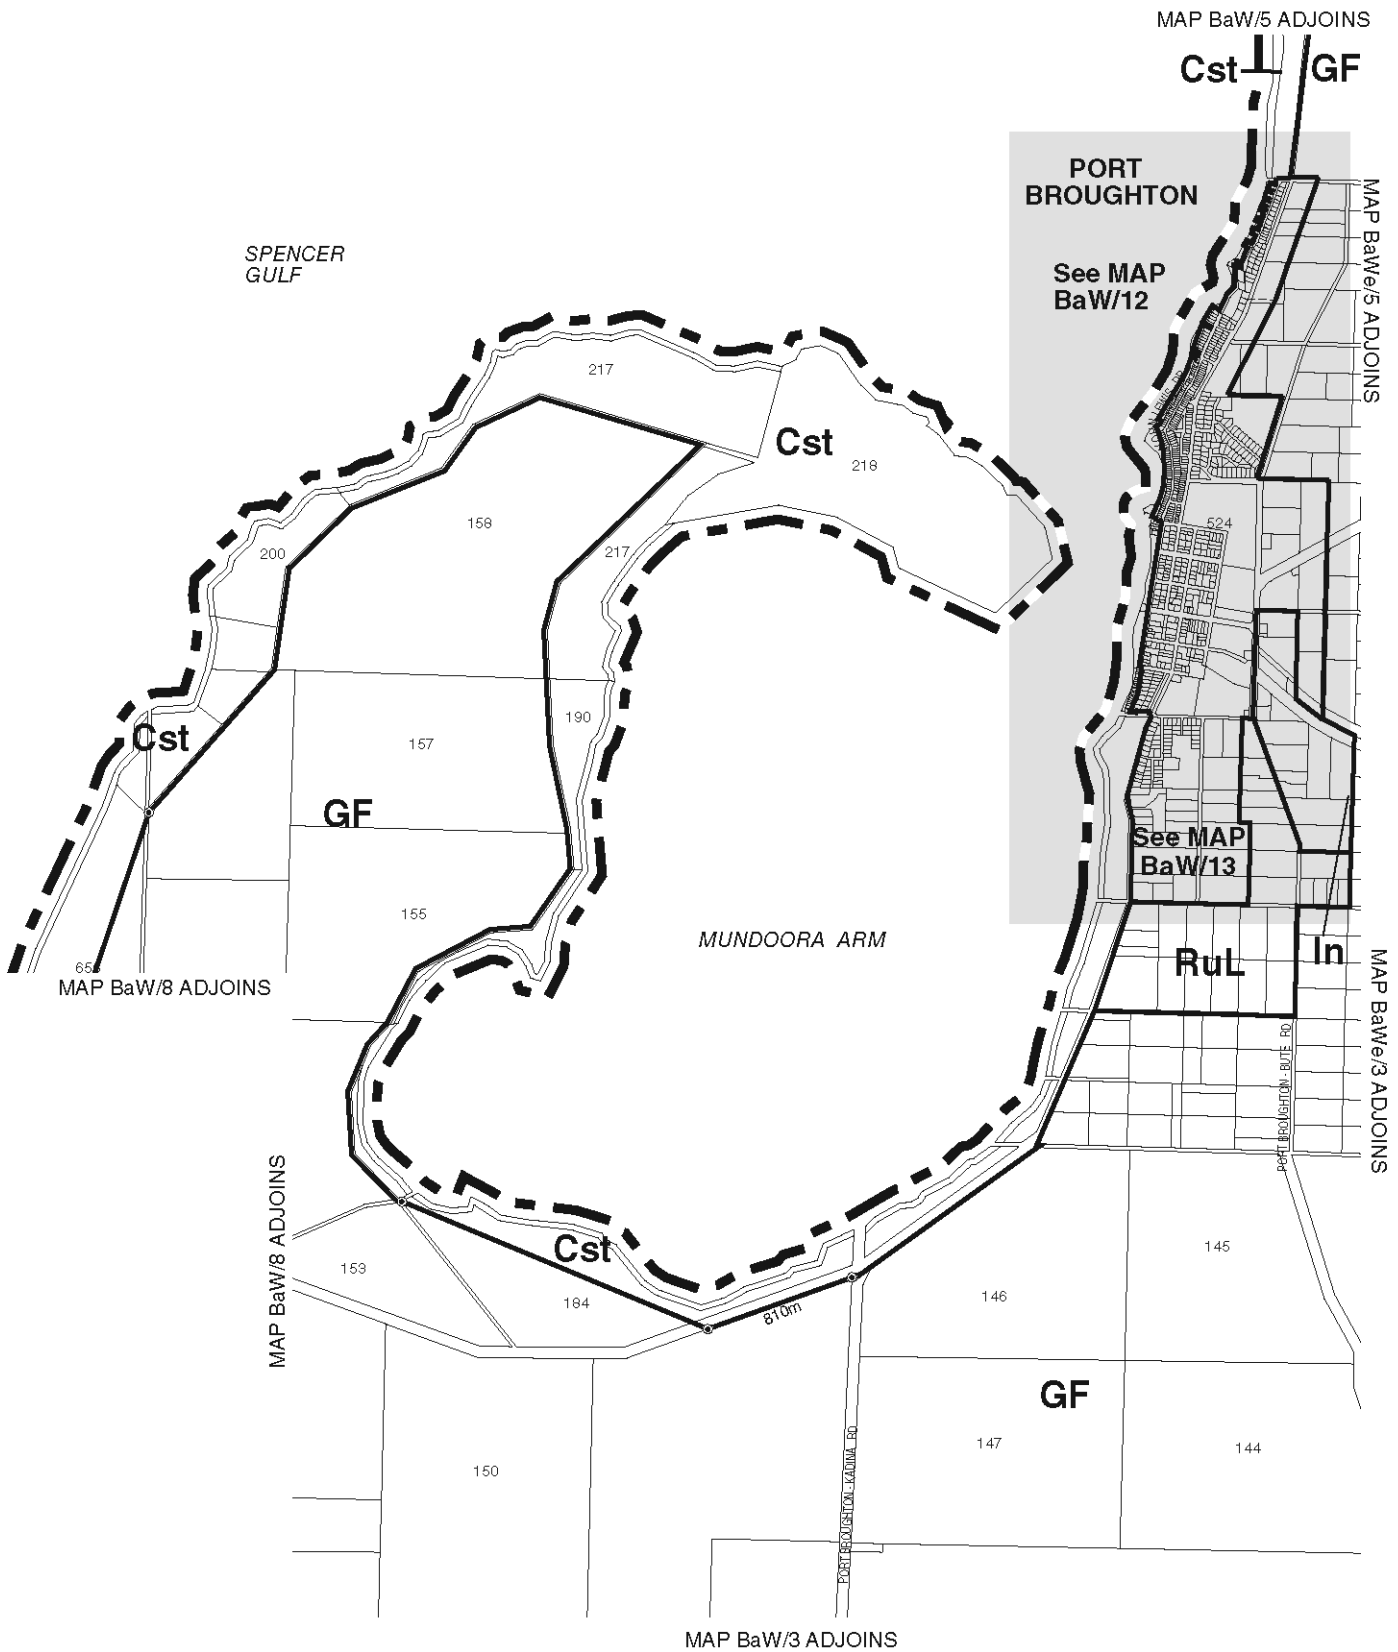 MAP BaW/5 ADJOINS
Cst
GF
PORT
BROUGHTON
See MAP
BaW/12
MAP BaWe/5 ADJOINS
SPENCER
GULF
217
Cst
218
158
524
200
217
190
Cst
157
GF
See MAP
BaW/13
155
MUNDOORA ARM
RuL
In
MAP BaW/8 ADJOINS
MAP BaWe/3 ADJOINS
PORT BROUGHTON - BUTE RD
MAP BaW/8 ADJOINS
Cst
153
184
810m
145
146
GF
147
144
150
PORT BROUGHTON - KADINA RD
MAP BaW/3 ADJOINS